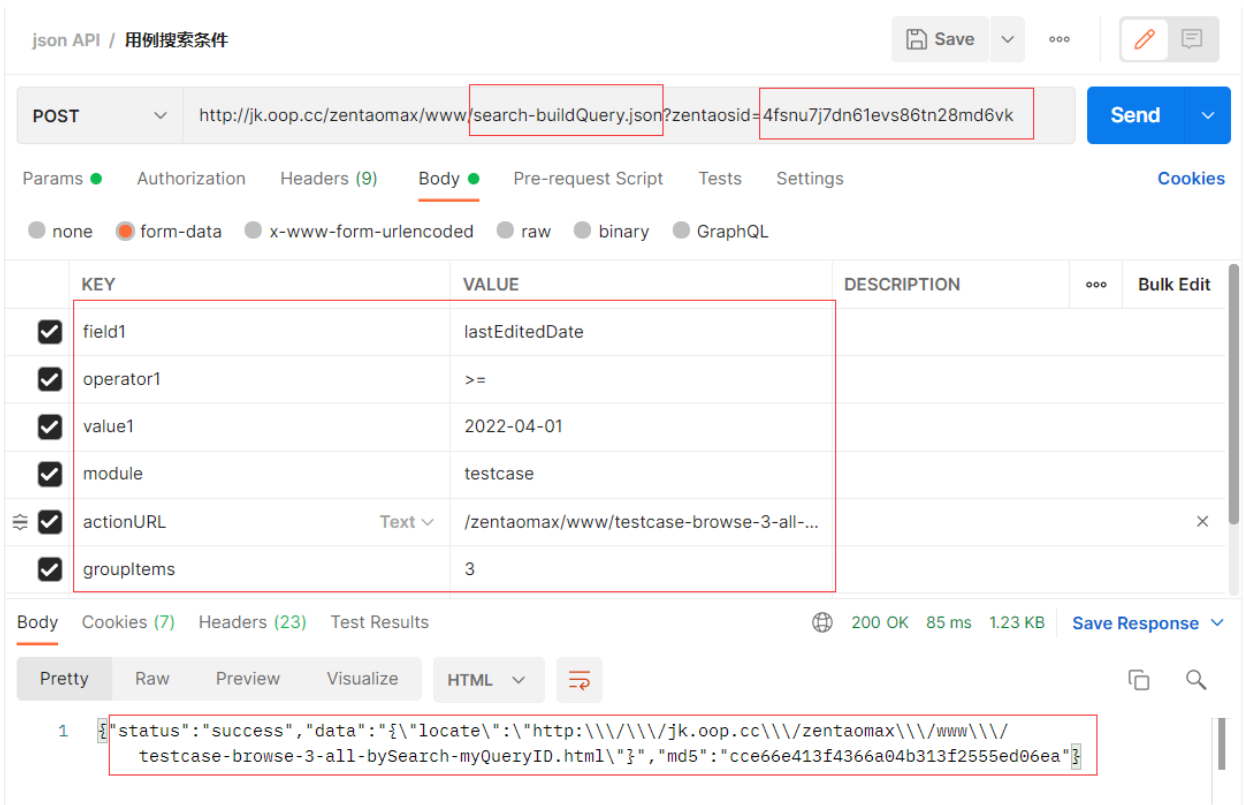 json API / 用例搜索条件
Save
POST http://jk.oop.cc/zentaomax/www/search-buildQuery.json?zentaosid=4fsnu7j7dn61evs86tn28md6vk Send
Params Authorization Headers (9) Body Pre-request Script Tests Settings Cookies
none form-data x-www-form-urlencoded raw binary GraphQL
KEY VALUE DESCRIPTION Bulk Edit
field1 lastEditedDate
operator1 >=
value1 2022-04-01
module testcase
actionURL Text /zentaomax/www/testcase-browse-3-all-...
groupItems 3
Body Cookies (7) Headers (23) Test Results 200 OK 85 ms 1.23 KB Save Response
Pretty Raw Preview Visualize HTML
1 {"status":"success","data":"{\"locate\":\"http:\\\/\\\/jk.oop.cc\\\/zentaomax\\\/www\\\/
testcase-browse-3-all-bySearch-myQueryID.html\"}","md5":"cce66e413f4366a04b313f2555ed06ea"}